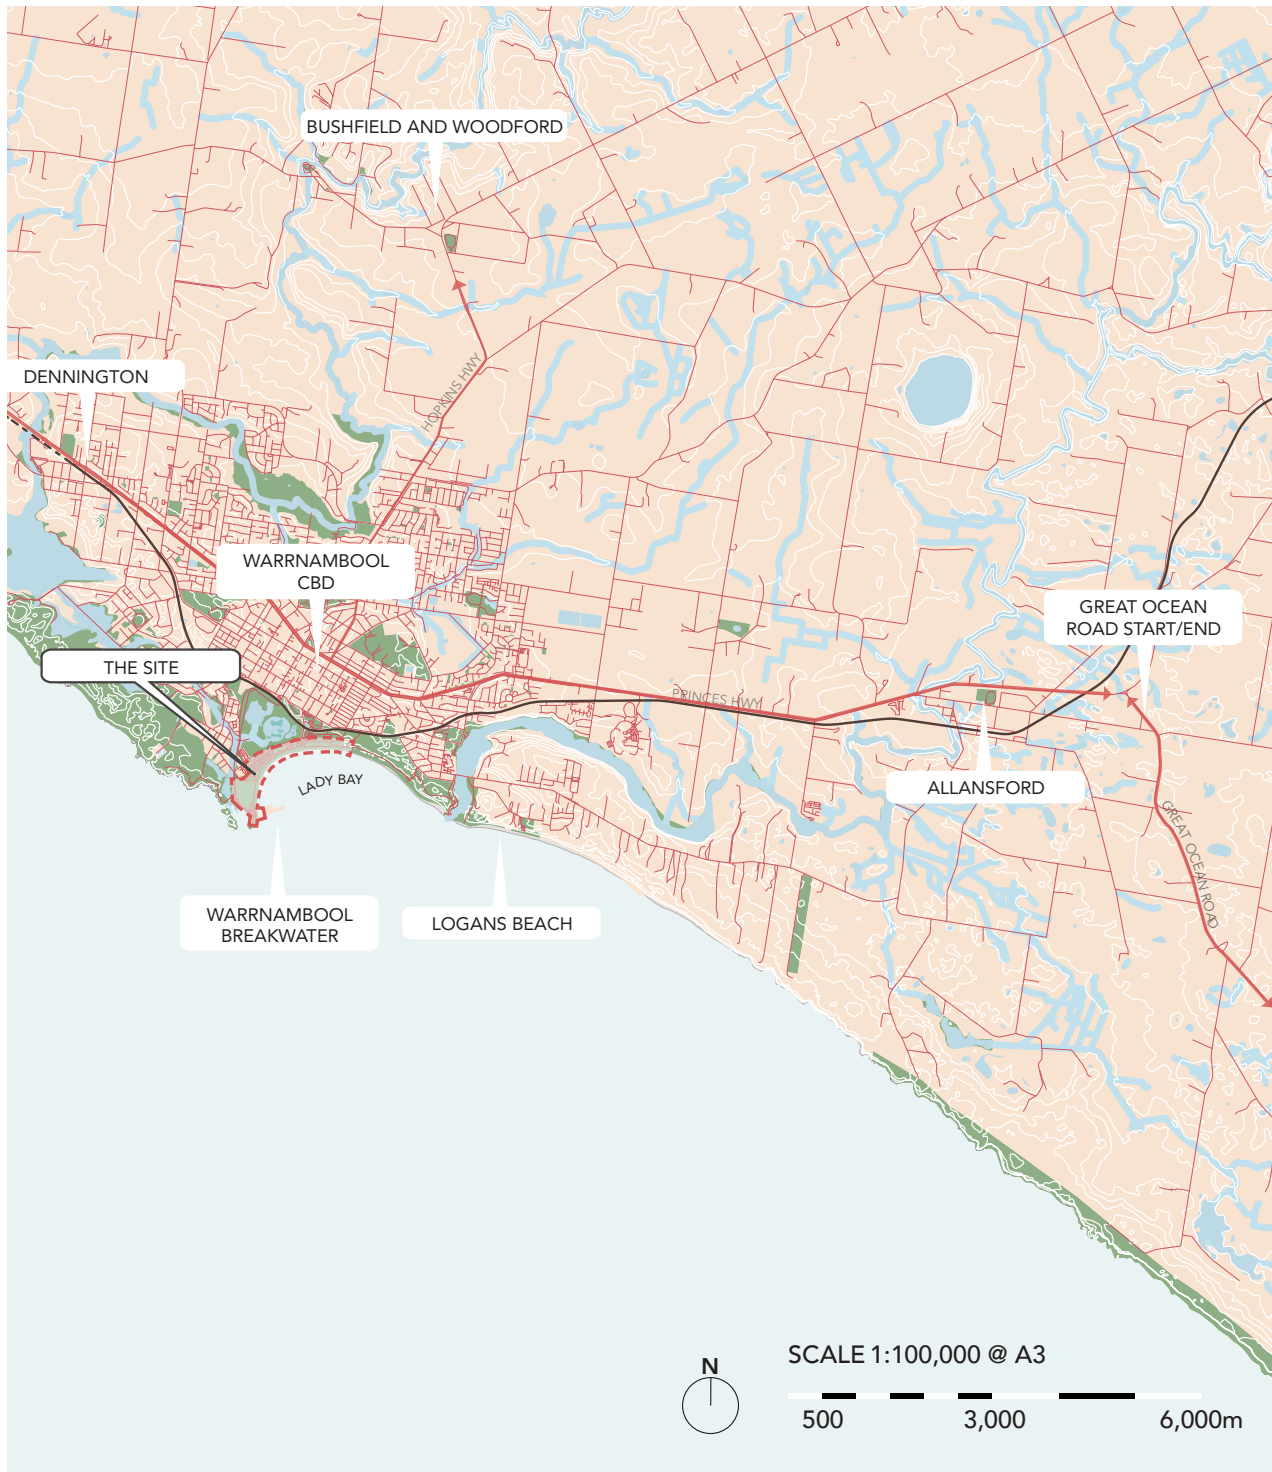 BUSHFIELD AND WOODFORD
DENNINGTON
HOPKINS HWY
WARRNAMBOOL
CBD
GREAT OCEAN
ROAD START/END
THE SITE
PRINCES HWY
LADY BAY
ALLANSFORD
GREAT OCEAN ROAD
WARRNAMBOOL
BREAKWATER
LOGANS BEACH
N
SCALE 1:100,000 @ A3
500
3,000
6,000m